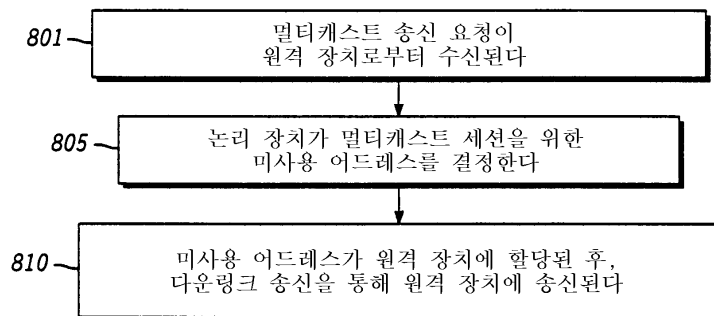 801
멀티캐스트 송신 요청이
원격 장치로부터 수신된다
805
논리 장치가 멀티캐스트 세션을 위한
미사용 어드레스를 결정한다
810
미사용 어드레스가 원격 장치에 할당된 후,
다운링크 송신을 통해 원격 장치에 송신된다